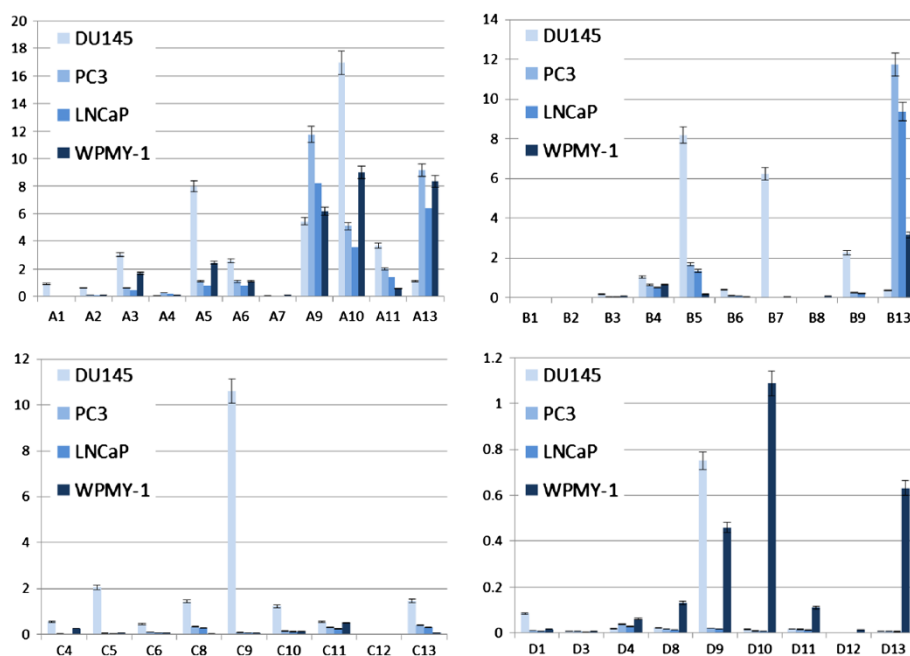 20
18
16
14
12
10
8
6
4
2
0
DU145
PC3
LNCaP
WPMY-1
A1 A2 A3 A4 A5 A6 A7 A9 A10 A11 A13
14
12
10
8
6
4
2
0
DU145
PC3
LNCaP
WPMY-1
B1 B2 B3 B4 B5 B6 B7 B8 B9 B13
12
10
8
6
4
2
0
DU145
PC3
LNCaP
WPMY-1
C4 C5 C6 C8 C9 C10 C11 C12 C13
1.2
1
0.8
0.6
0.4
0.2
0
DU145
PC3
LNCaP
WPMY-1
D1 D3 D4 D8 D9 D10 D11 D12 D13